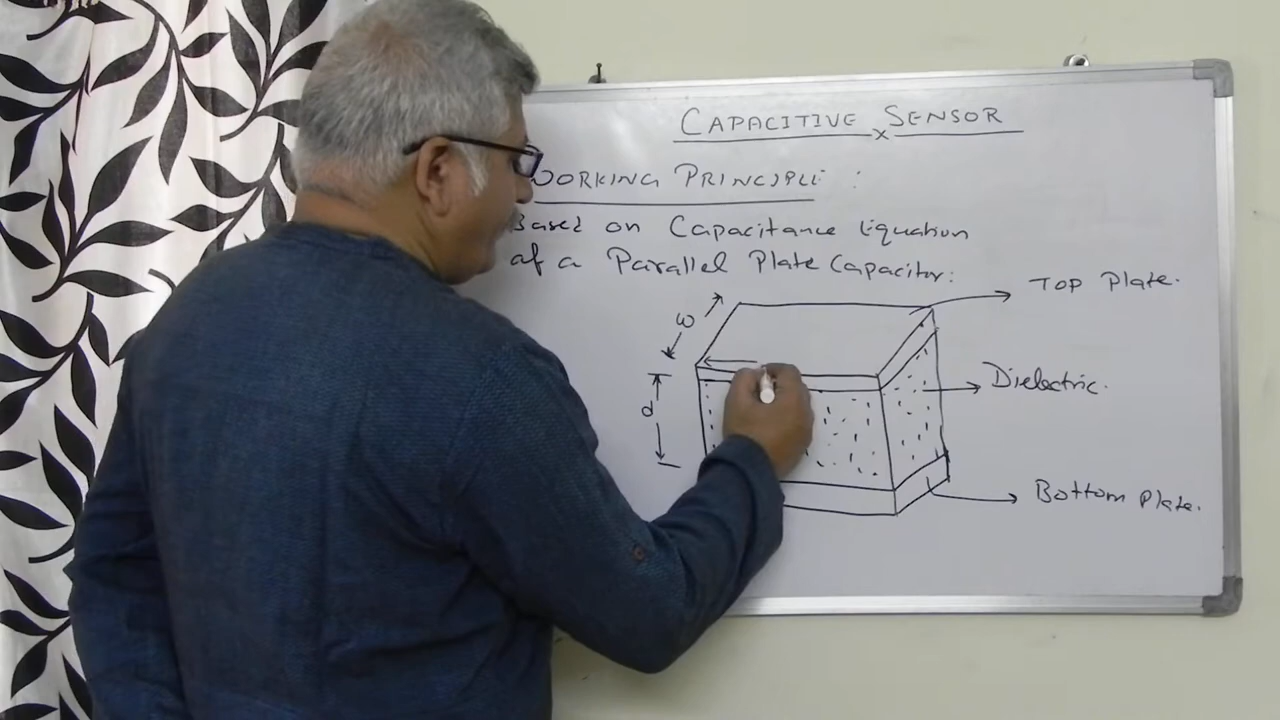 CAPACITIVE SENSOR
x
WORKING PRINCIPLE :
Based on Capacitance Equation
of a Parallel Plate Capacitor:
Top Plate.
w
Dielectric.
d
Bottom Plate.